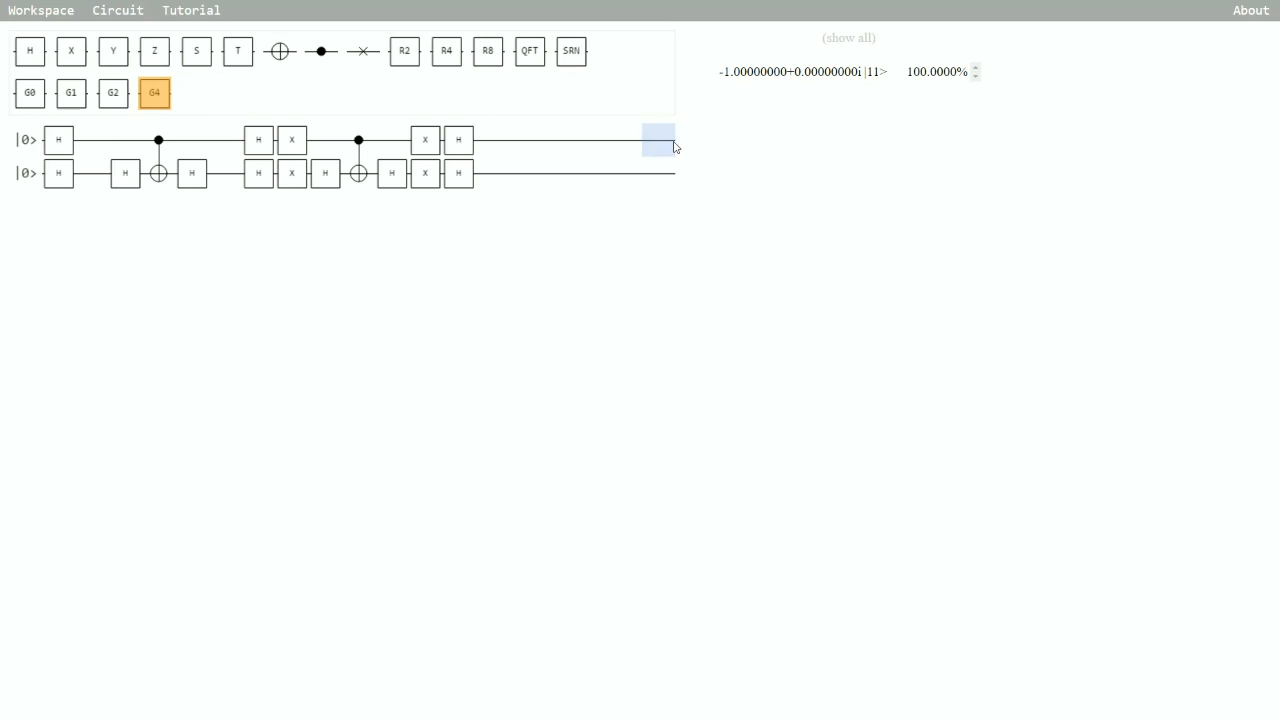 Workspace Circuit Tutorial About
H X Y Z S T R2 R4 R8 QFT SRN
(show all)
-1.00000000+0.00000000i |11> 100.0000%
G0 G1 G2 G4
|0> H H X X H
|0> H H H H X H H X H